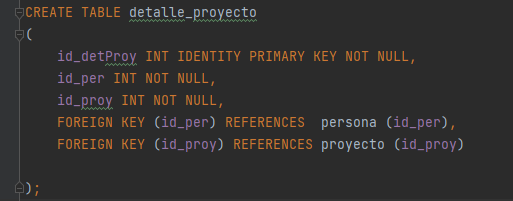 CREATE TABLE detalle_proyecto
(
id_detProy INT IDENTITY PRIMARY KEY NOT NULL,
id_per INT NOT NULL,
id_proy INT NOT NULL,
FOREIGN KEY (id_per) REFERENCES  persona (id_per),
FOREIGN KEY (id_proy) REFERENCES proyecto (id_proy)
);